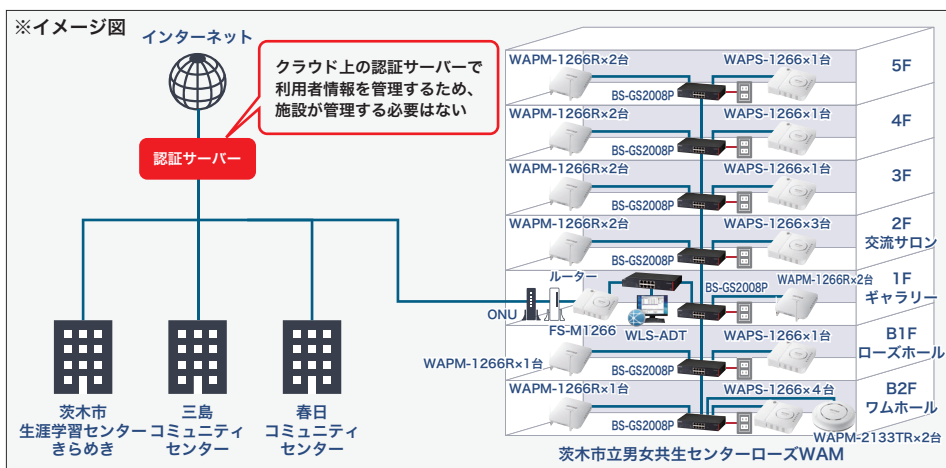 ※イメージ図
インターネット
クラウド上の認証サーバーで
利用者情報を管理するため、
施設が管理する必要はない
認証サーバー
茨木市
生涯学習センター
きらめき
三島
コミュニティ
センター
春日
コミュニティ
センター
WAPM-1266R×2台
WAPS-1266×1台
BS-GS2008P
5F
WAPM-1266R×2台
WAPS-1266×1台
BS-GS2008P
4F
WAPM-1266R×2台
WAPS-1266×1台
BS-GS2008P
3F
WAPM-1266R×2台
WAPS-1266×3台
BS-GS2008P
2F
交流サロン
ルーター
ONU
FS-M1266
WLS-ADT
BS-GS2008P
WAPM-1266R×2台
1F
ギャラリー
WAPM-1266R×1台
WAPS-1266×1台
BS-GS2008P
B1F
ローズホール
WAPM-1266R×1台
WAPS-1266×4台
BS-GS2008P
WAPM-2133TR×2台
B2F
ワムホール
茨木市立男女共生センターローズWAM